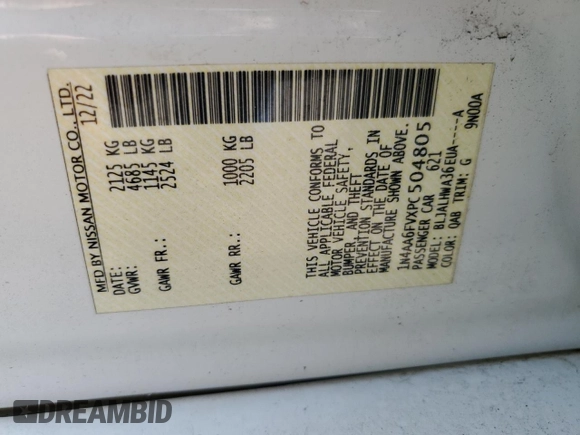 MFD BY NISSAN MOTOR CO., LTD.
DATE: 12/22
GVWR: 2125 KG
4685 LB
GAWR FR.: 1145 KG
2524 LB
GAWR RR.: 1000 KG
2205 LB
THIS VEHICLE CONFORMS TO
ALL APPLICABLE FEDERAL
MOTOR VEHICLE SAFETY,
BUMPER, AND THEFT
PREVENTION STANDARDS IN
EFFECT ON THE DATE OF
MANUFACTURE SHOWN ABOVE.
1N4AA6FVXPC504805
PASSENGER CAR 621
MODEL: BLJALHWA36EUA----A
COLOR: QAB TRIM: G 9N00A
DREAMBID